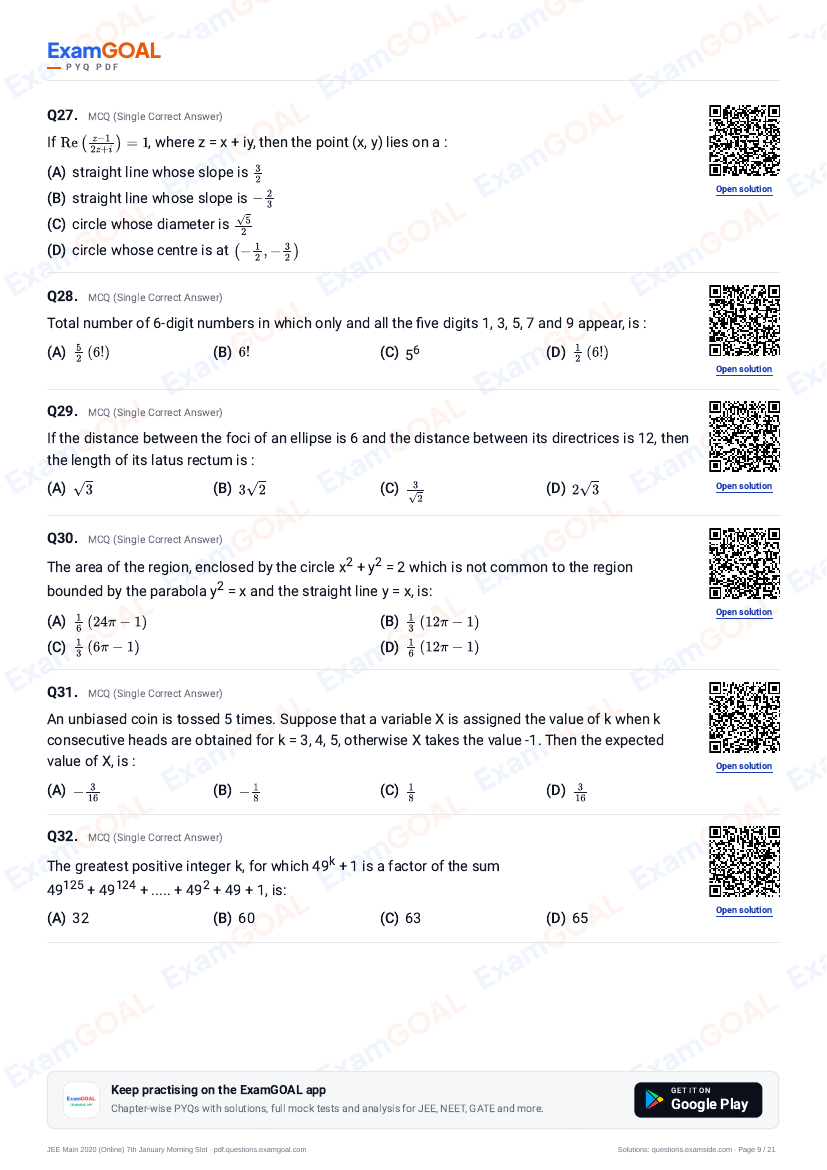 ExamGOAL
PYQ PDF
Q27. MCQ (Single Correct Answer)
If Re ((z−1)/(2z+i)) = 1, where z = x + iy, then the point (x, y) lies on a :
(A) straight line whose slope is 3/2
(B) straight line whose slope is −2/3
(C) circle whose diameter is √5/2
(D) circle whose centre is at (−1/2, −3/2)
Open solution
Q28. MCQ (Single Correct Answer)
Total number of 6-digit numbers in which only and all the five digits 1, 3, 5, 7 and 9 appear, is :
(A) 5/2 (6!) (B) 6! (C) 5⁶ (D) 1/2 (6!)
Open solution
Q29. MCQ (Single Correct Answer)
If the distance between the foci of an ellipse is 6 and the distance between its directrices is 12, then
the length of its latus rectum is :
(A) √3 (B) 3√2 (C) 3/√2 (D) 2√3
Open solution
Q30. MCQ (Single Correct Answer)
The area of the region, enclosed by the circle x² + y² = 2 which is not common to the region
bounded by the parabola y² = x and the straight line y = x, is:
(A) 1/6 (24π − 1) (B) 1/3 (12π − 1)
(C) 1/3 (6π − 1) (D) 1/6 (12π − 1)
Open solution
Q31. MCQ (Single Correct Answer)
An unbiased coin is tossed 5 times. Suppose that a variable X is assigned the value of k when k
consecutive heads are obtained for k = 3, 4, 5, otherwise X takes the value -1. Then the expected
value of X, is :
(A) −3/16 (B) −1/8 (C) 1/8 (D) 3/16
Open solution
Q32. MCQ (Single Correct Answer)
The greatest positive integer k, for which 49ᵏ + 1 is a factor of the sum
49¹²⁵ + 49¹²⁴ + ..... + 49² + 49 + 1, is:
(A) 32 (B) 60 (C) 63 (D) 65
Open solution
Keep practising on the ExamGOAL app
Chapter-wise PYQs with solutions, full mock tests and analysis for JEE, NEET, GATE and more.
GET IT ON
Google Play
JEE Main 2020 (Online) 7th January Morning Slot · pdf.questions.examgoal.com
Solutions: questions.examside.com · Page 9 / 21